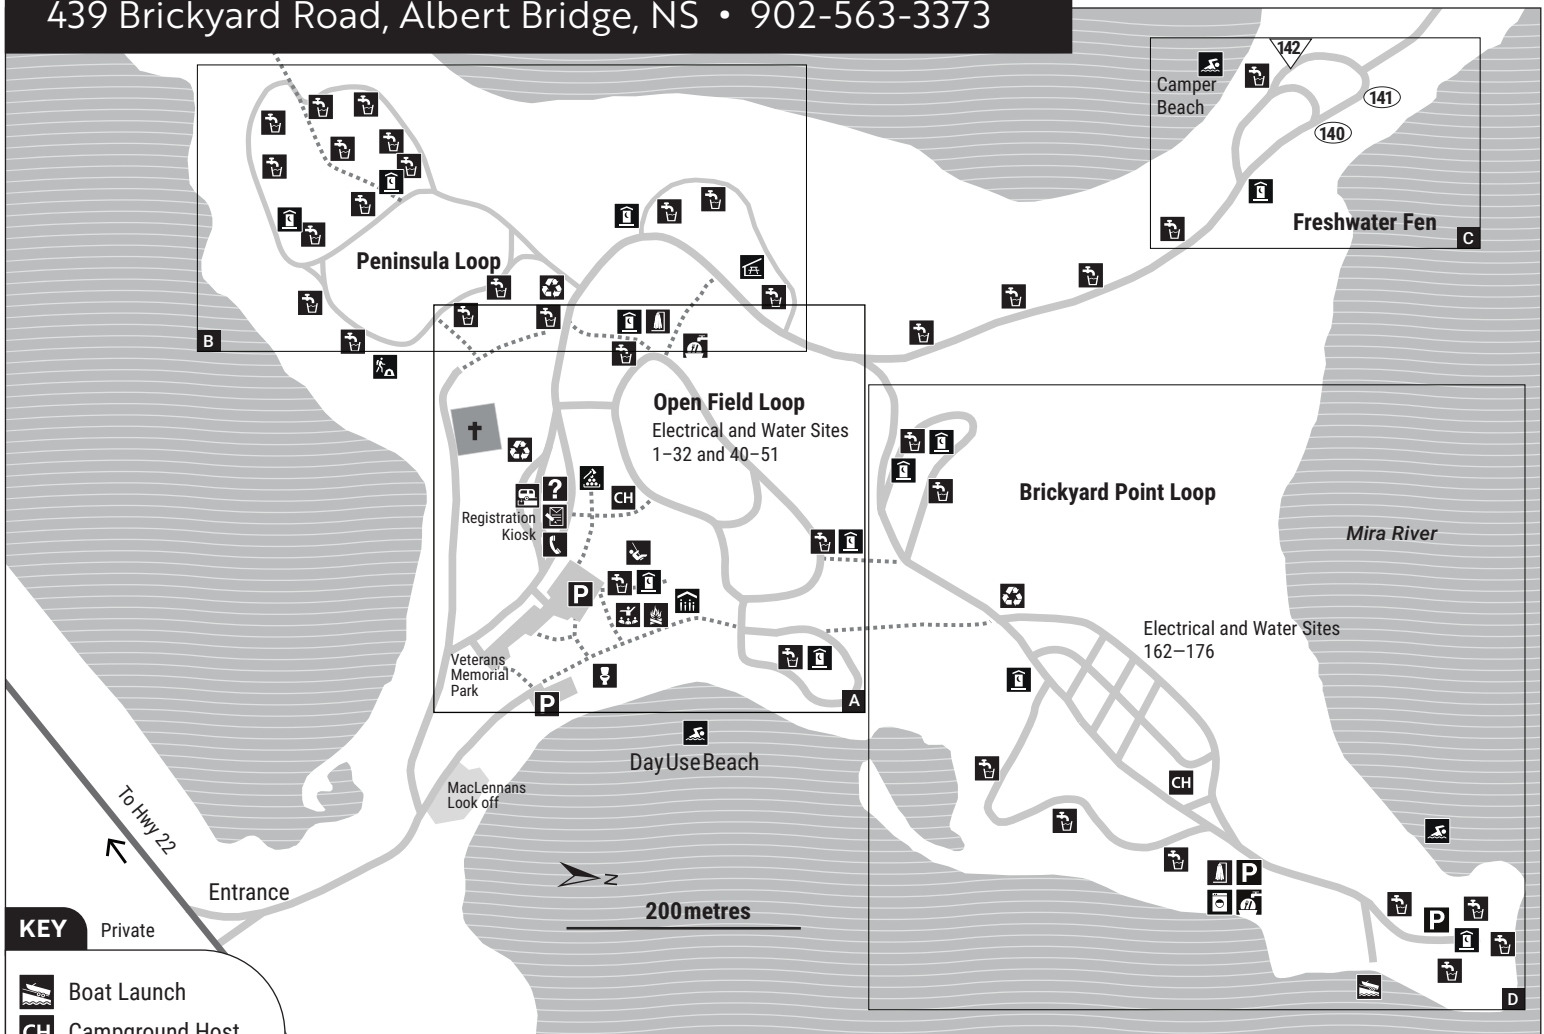 439 Brickyard Road, Albert Bridge, NS • 902-563-3373
142
Camper
Beach
141
140
Freshwater Fen
C
Peninsula Loop
B
Open Field Loop
Electrical and Water Sites
1–32 and 40–51
CH
?
Registration
Kiosk
P
Brickyard Point Loop
Mira River
Electrical and Water Sites
162–176
Veterans
Memorial
Park
P
A
Day Use Beach
MacLennans
Look off
CH
To Hwy 22
N
200 metres
Entrance
P
P
D
KEY
Private
Boat Launch
CH
Campground Host